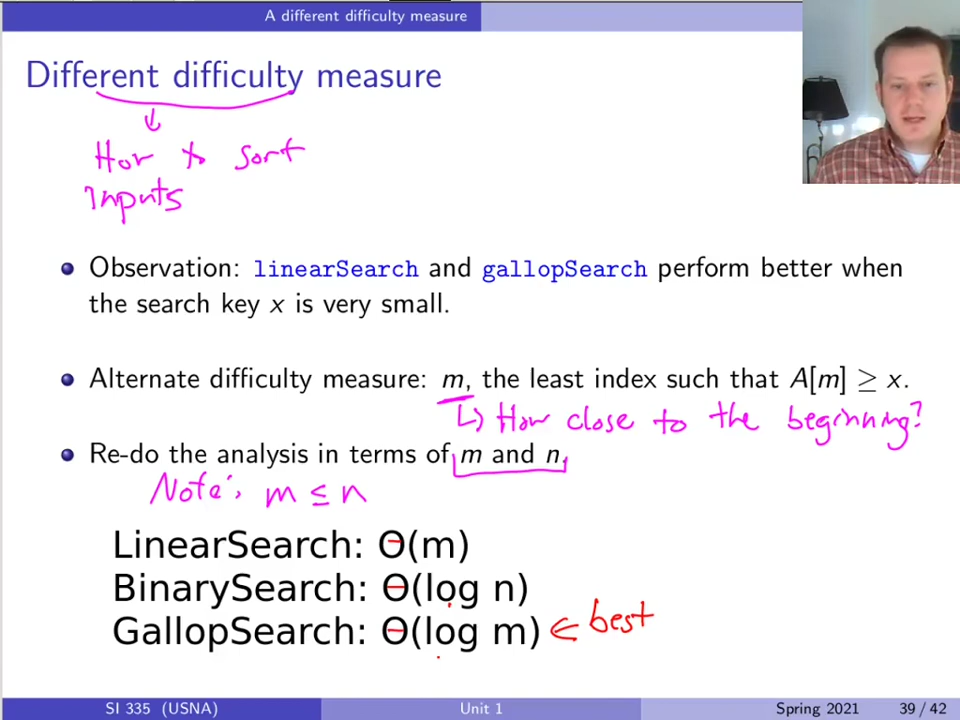 A different difficulty measure
Different difficulty measure
How to sort
Inputs
Observation: linearSearch and gallopSearch perform better when
the search key x is very small.
Alternate difficulty measure: m, the least index such that A[m] ≥ x.
↳ How close to the beginning?
Re-do the analysis in terms of m and n.
Note: m ≤ n
LinearSearch: Θ(m)
BinarySearch: Θ(log n)
GallopSearch: Θ(log m) ⇐ best
SI 335 (USNA) Unit 1 Spring 2021 39 / 42